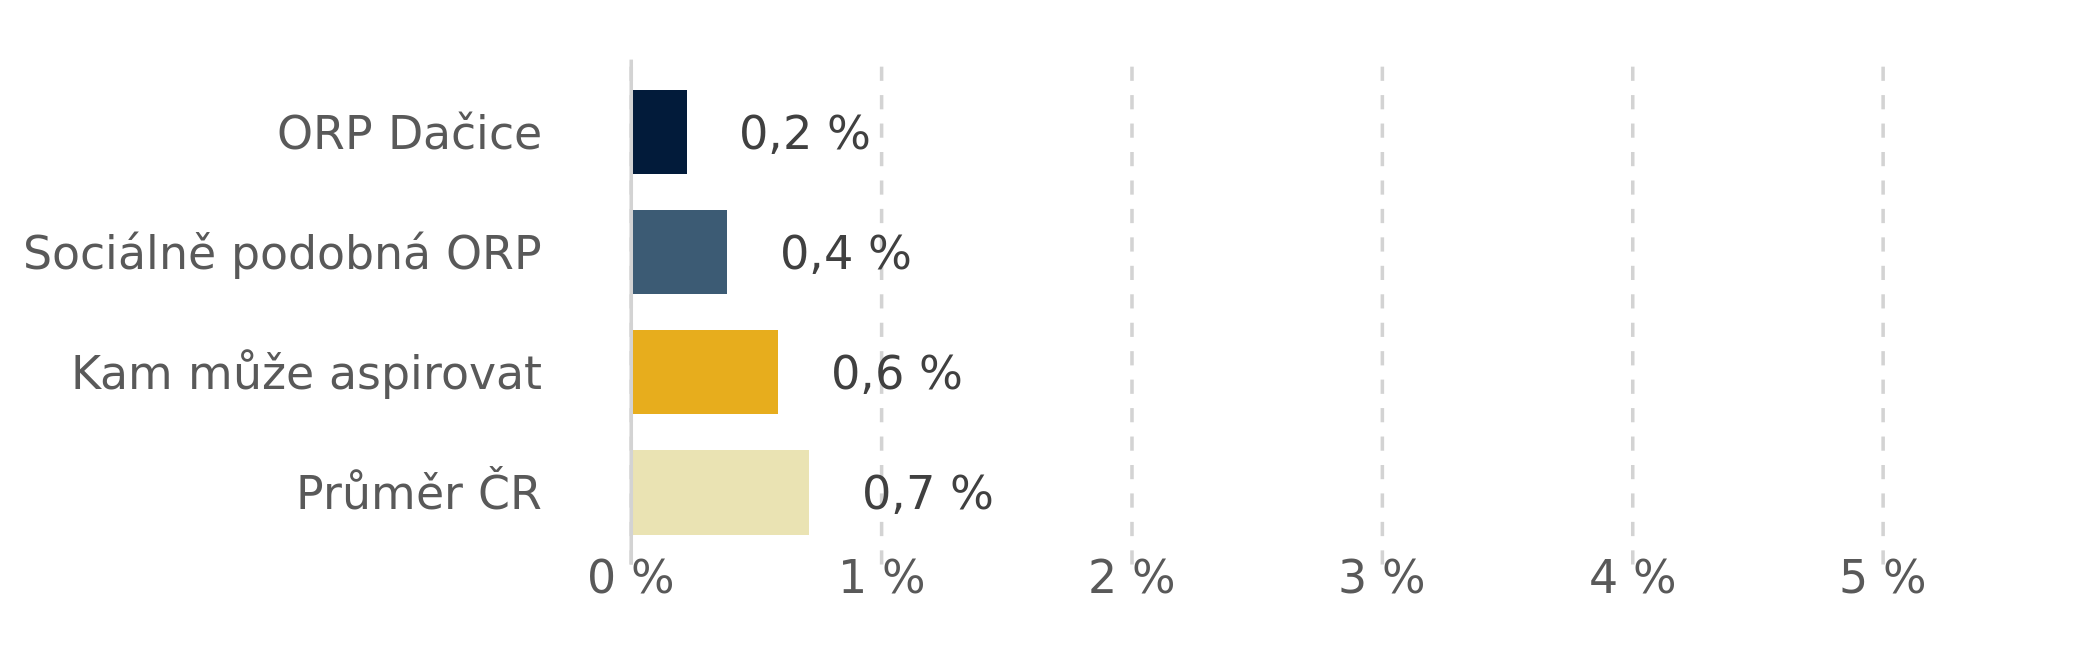 ORP Dačice 0,2 %
Sociálně podobná ORP 0,4 %
Kam může aspirovat 0,6 %
Průměr ČR 0,7 %
0 % 1 % 2 % 3 % 4 % 5 %